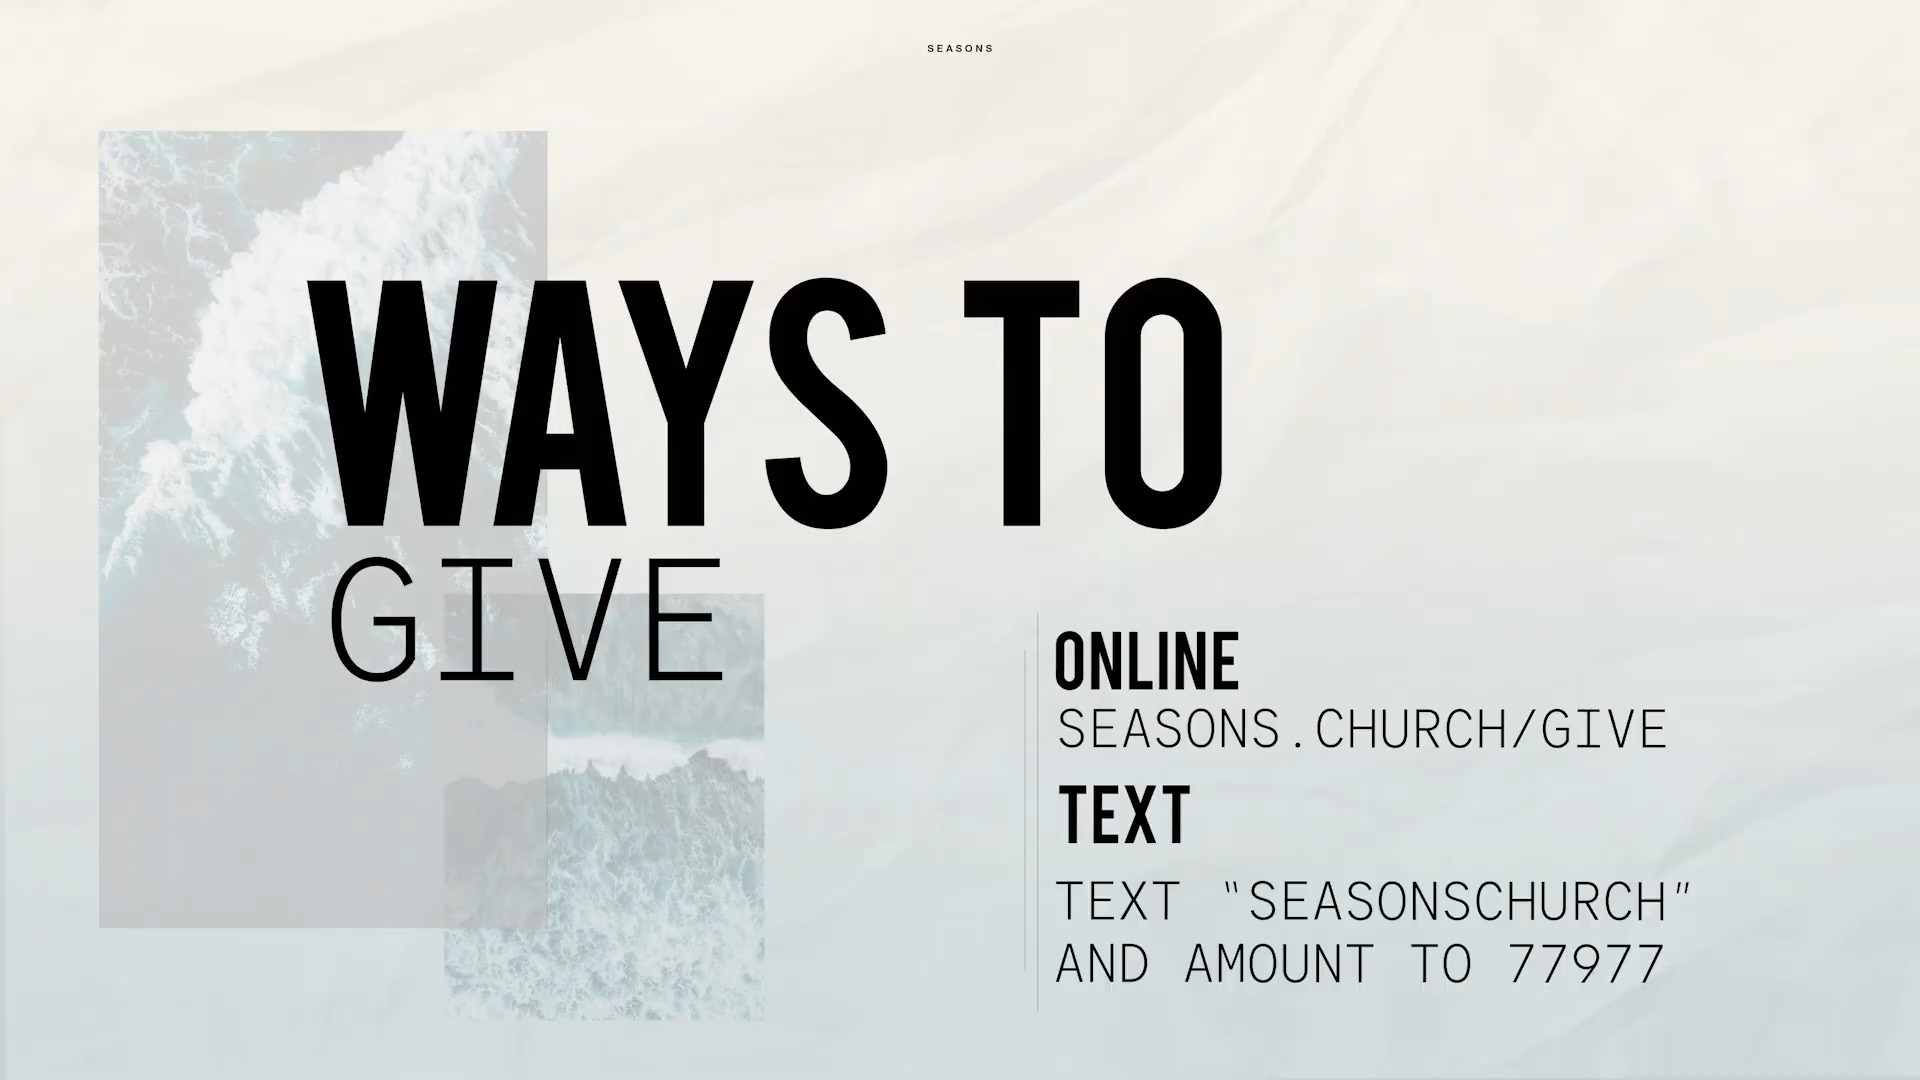 SEASONS
WAYS TO
GIVE
ONLINE
SEASONS.CHURCH/GIVE
TEXT
TEXT "SEASONSCHURCH"
AND AMOUNT TO 77977